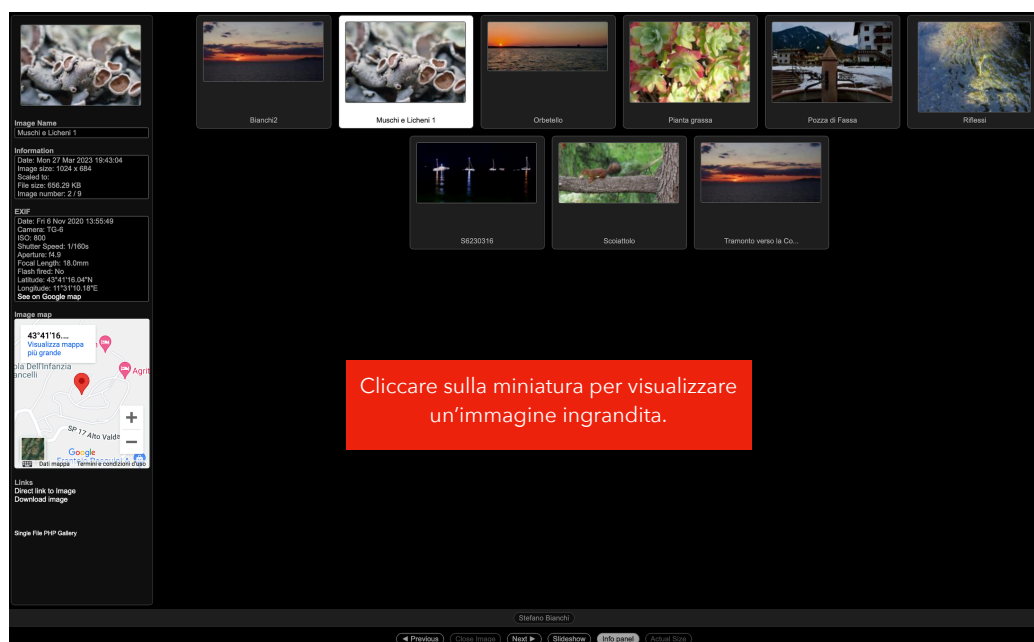 Image Name
Muschi e Licheni 1
Information
Date: Mon 27 Mar 2023 19:43:04
Image size: 1024 x 684
Scaled to:
File size: 656.29 KB
Image number: 2 / 9
EXIF
Date: Fri 6 Nov 2020 13:55:49
Camera: TG-6
ISO: 800
Shutter Speed: 1/160s
Aperture: f4.9
Focal Length: 18.0mm
Flash fired: No
Latitude: 43°41'16.04"N
Longitude: 11°31'10.18"E
See on Google map
Image map
43°41'16....
Visualizza mappa
più grande
Dell'Infanzia
ancelli
Agrit
SP 17 Alto Valda
Google
Dati mappa Termini e condizioni d'uso
Links
Direct link to Image
Download image
Single File PHP Gallery
Bianchi2
Muschi e Licheni 1
Orbetello
Pianta grassa
Pozza di Fassa
Riflessi
S6230316
Scoiattolo
Tramonto verso la Co...
Cliccare sulla miniatura per visualizzare
un'immagine ingrandita.
Stefano Bianchi
◄ Previous Close Image Next ► Slideshow Info panel Actual Size